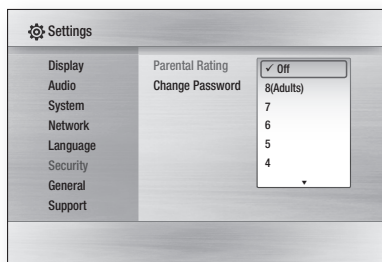 Settings
Display
Audio
System
Network
Language
Security
General
Support
Parental Rating
Change Password
✓ Off
8(Adults)
7
6
5
4